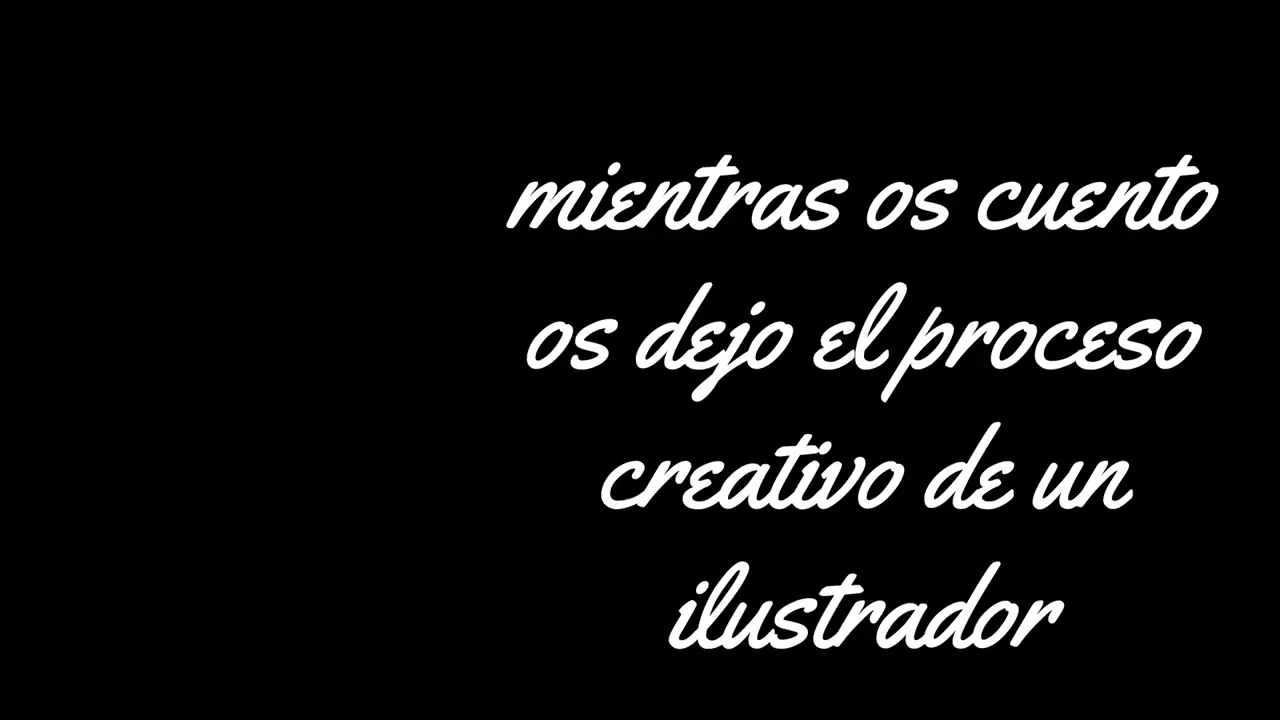 mientras os cuento
os dejo el proceso
creativo de un
ilustrador